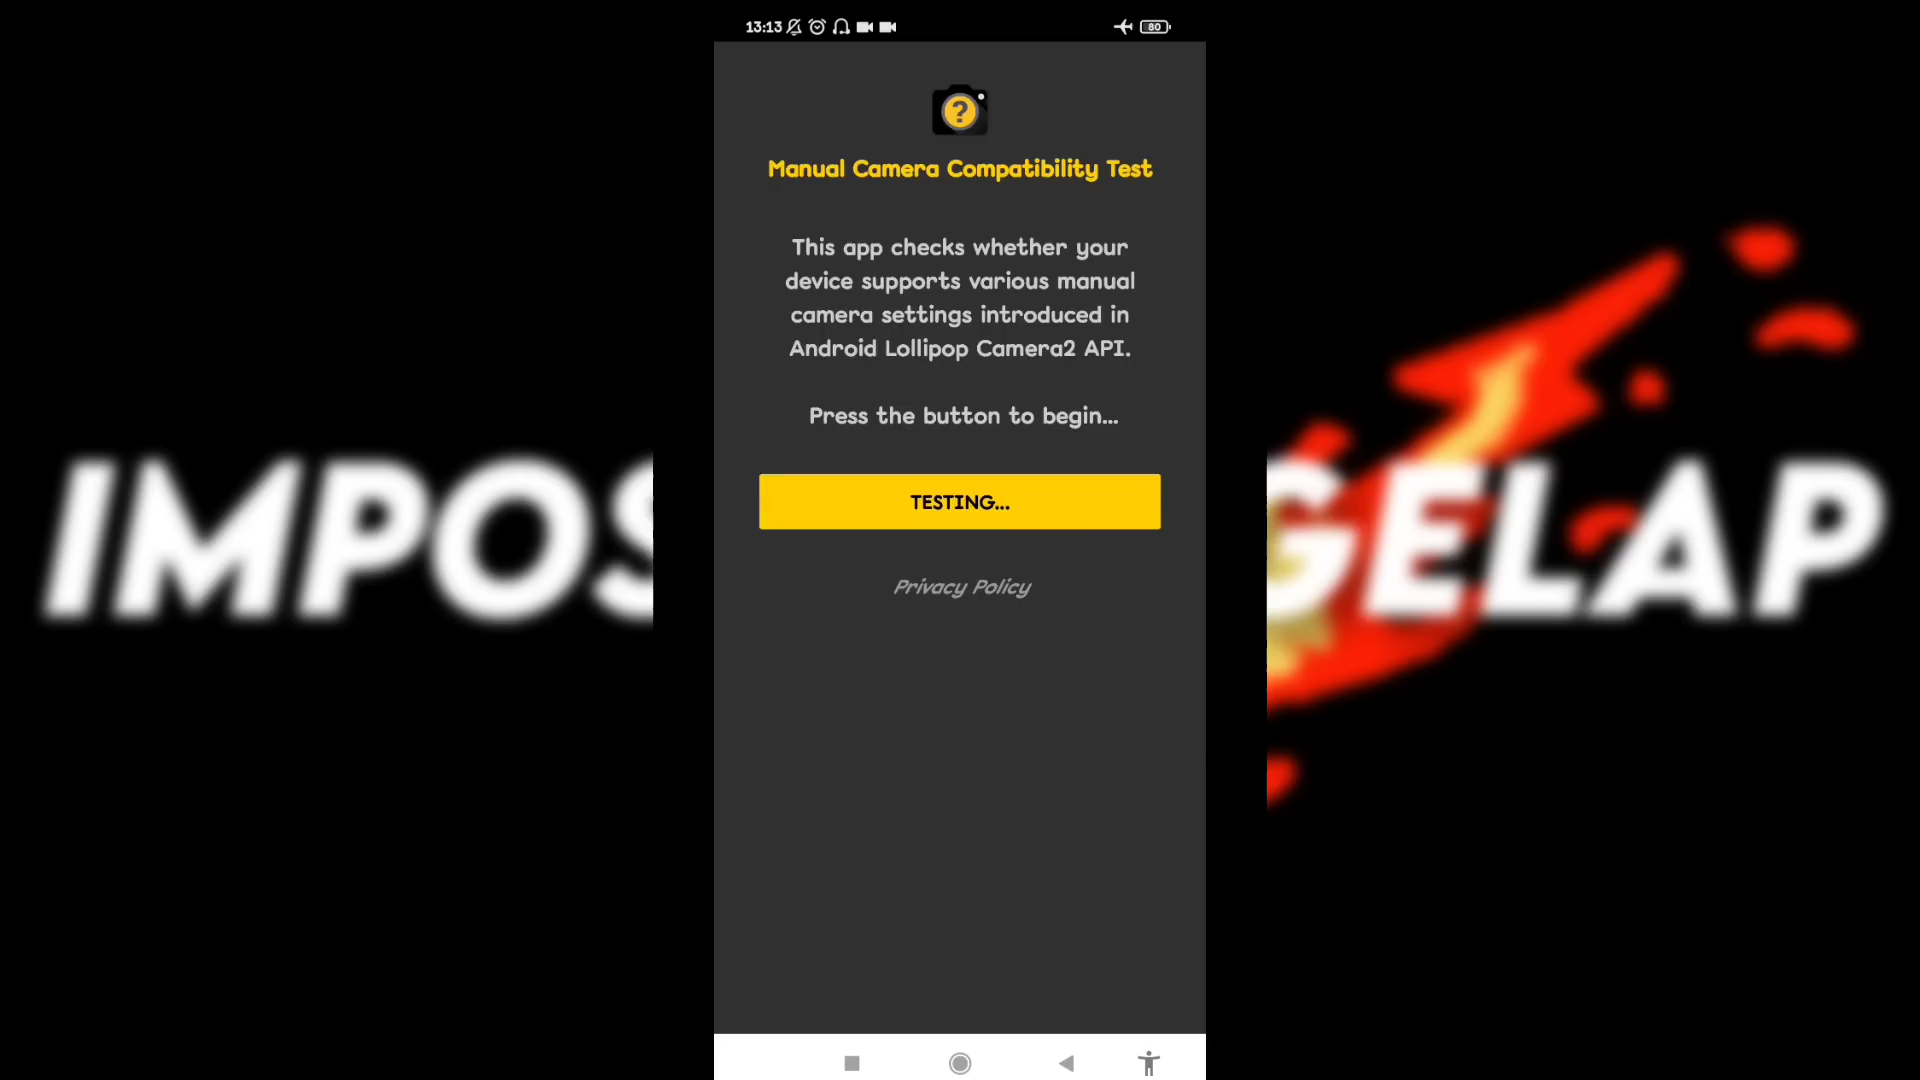 13:13
80
?
Manual Camera Compatibility Test
This app checks whether your
device supports various manual
camera settings introduced in
Android Lollipop Camera2 API.
Press the button to begin...
TESTING...
Privacy Policy
IMPOS GELAP